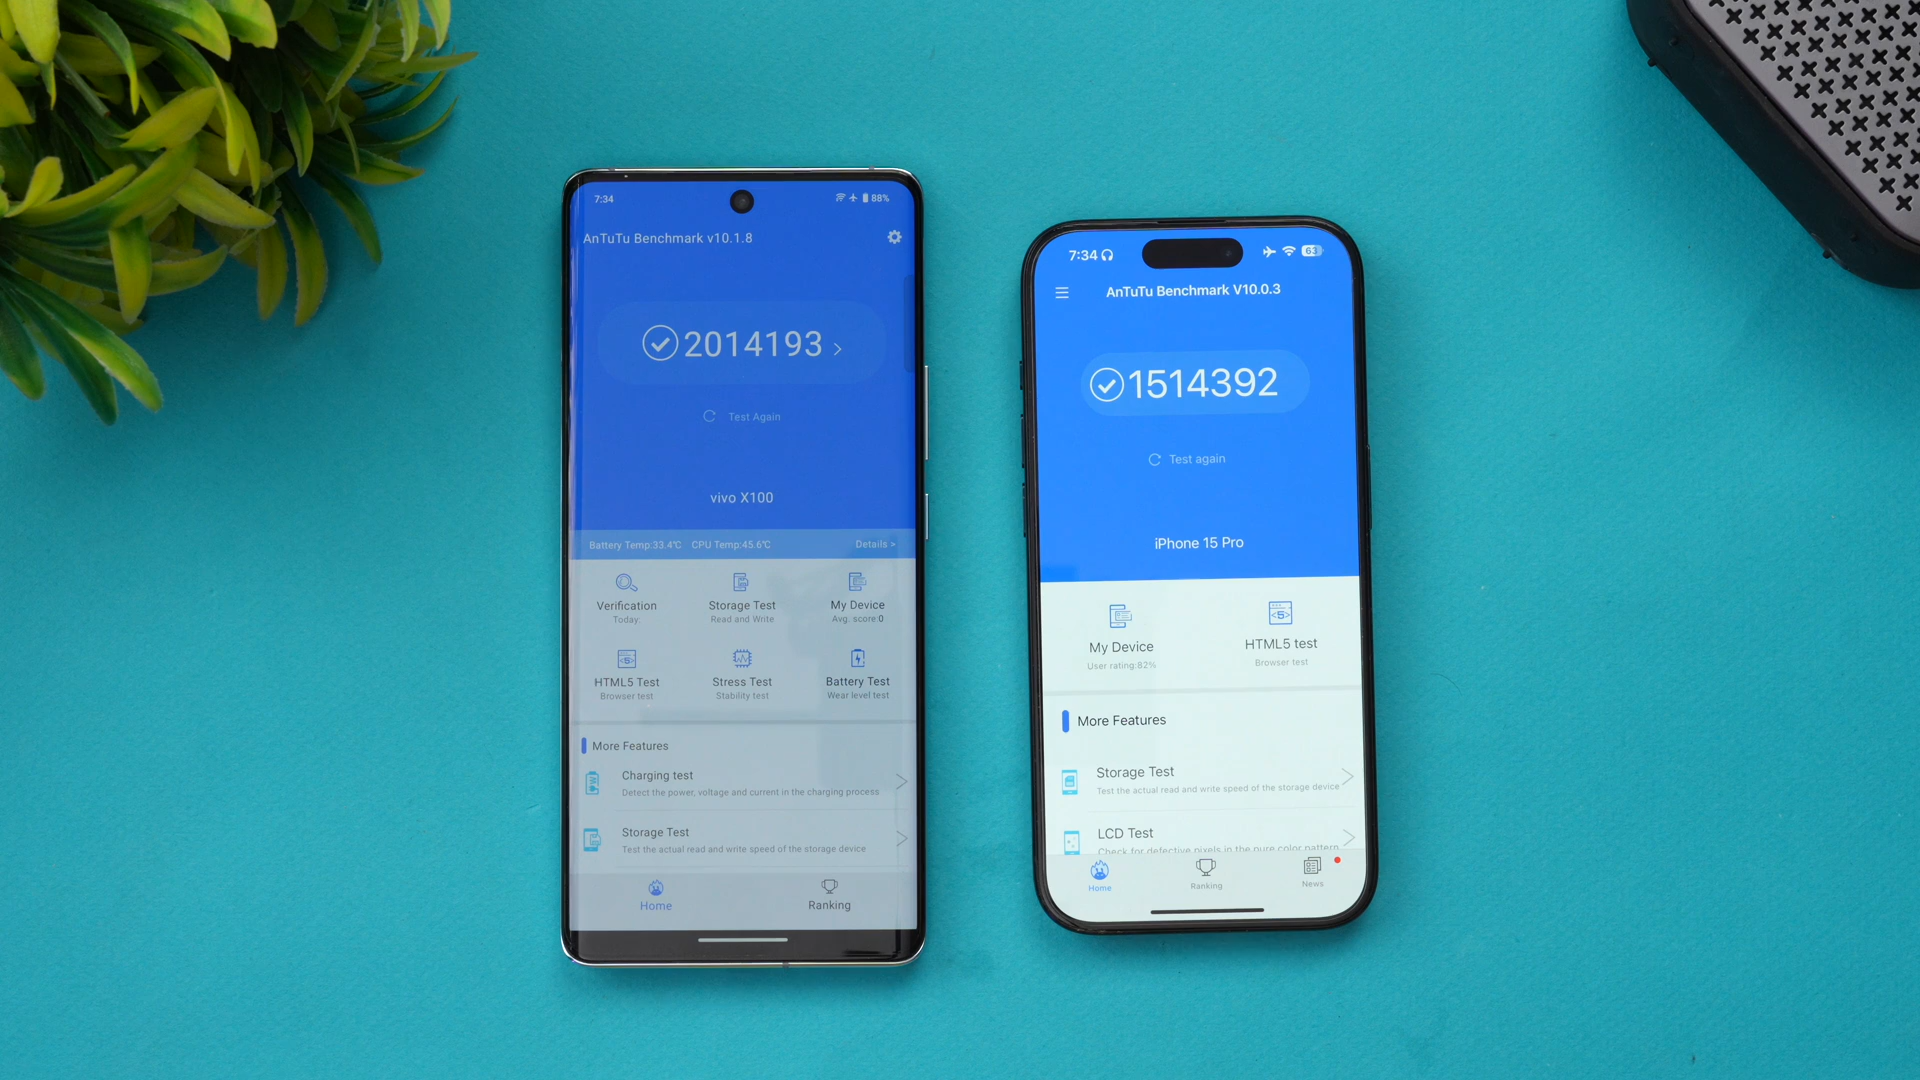 7:34
88%
AnTuTu Benchmark v10.1.8
2014193 >
Test Again
vivo X100
Battery Temp:33.4℃ CPU Temp:45.6℃ Details >
Verification Storage Test My Device
Today: Read and Write Avg. score:0
HTML5 Test Stress Test Battery Test
Browser test Stability test Wear level test
More Features
Charging test
Detect the power, voltage and current in the charging process
Storage Test
Test the actual read and write speed of the storage device
Home Ranking
7:34
63
AnTuTu Benchmark V10.0.3
1514392
Test again
iPhone 15 Pro
My Device HTML5 test
User rating:82% Browser test
More Features
Storage Test
Test the actual read and write speed of the storage device
LCD Test
Check for defective pixels in the pure color pattern
Home Ranking News